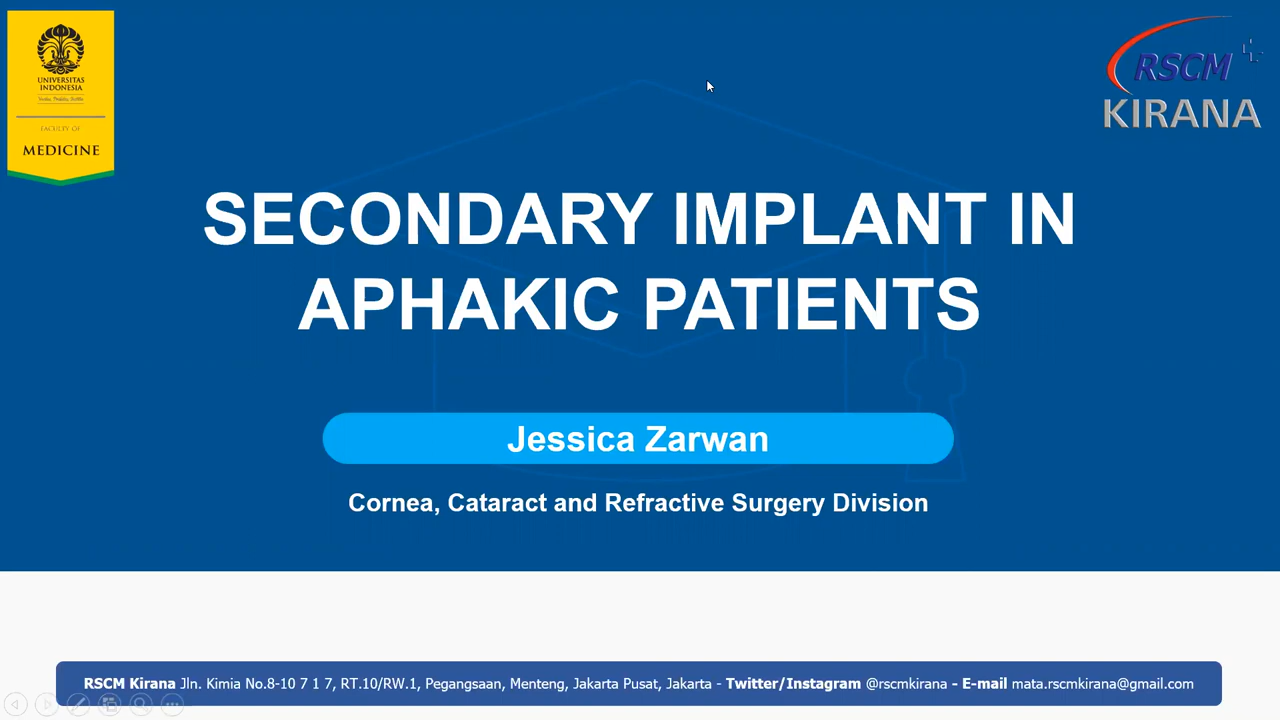 UNIVERSITAS
INDONESIA
FACULTY OF
MEDICINE
RSCM
KIRANA
SECONDARY IMPLANT IN
APHAKIC PATIENTS
Jessica Zarwan
Cornea, Cataract and Refractive Surgery Division
RSCM Kirana Jln. Kimia No.8-10 7 1 7, RT.10/RW.1, Pegangsaan, Menteng, Jakarta Pusat, Jakarta - Twitter/Instagram @rscmkirana - E-mail mata.rscmkirana@gmail.com